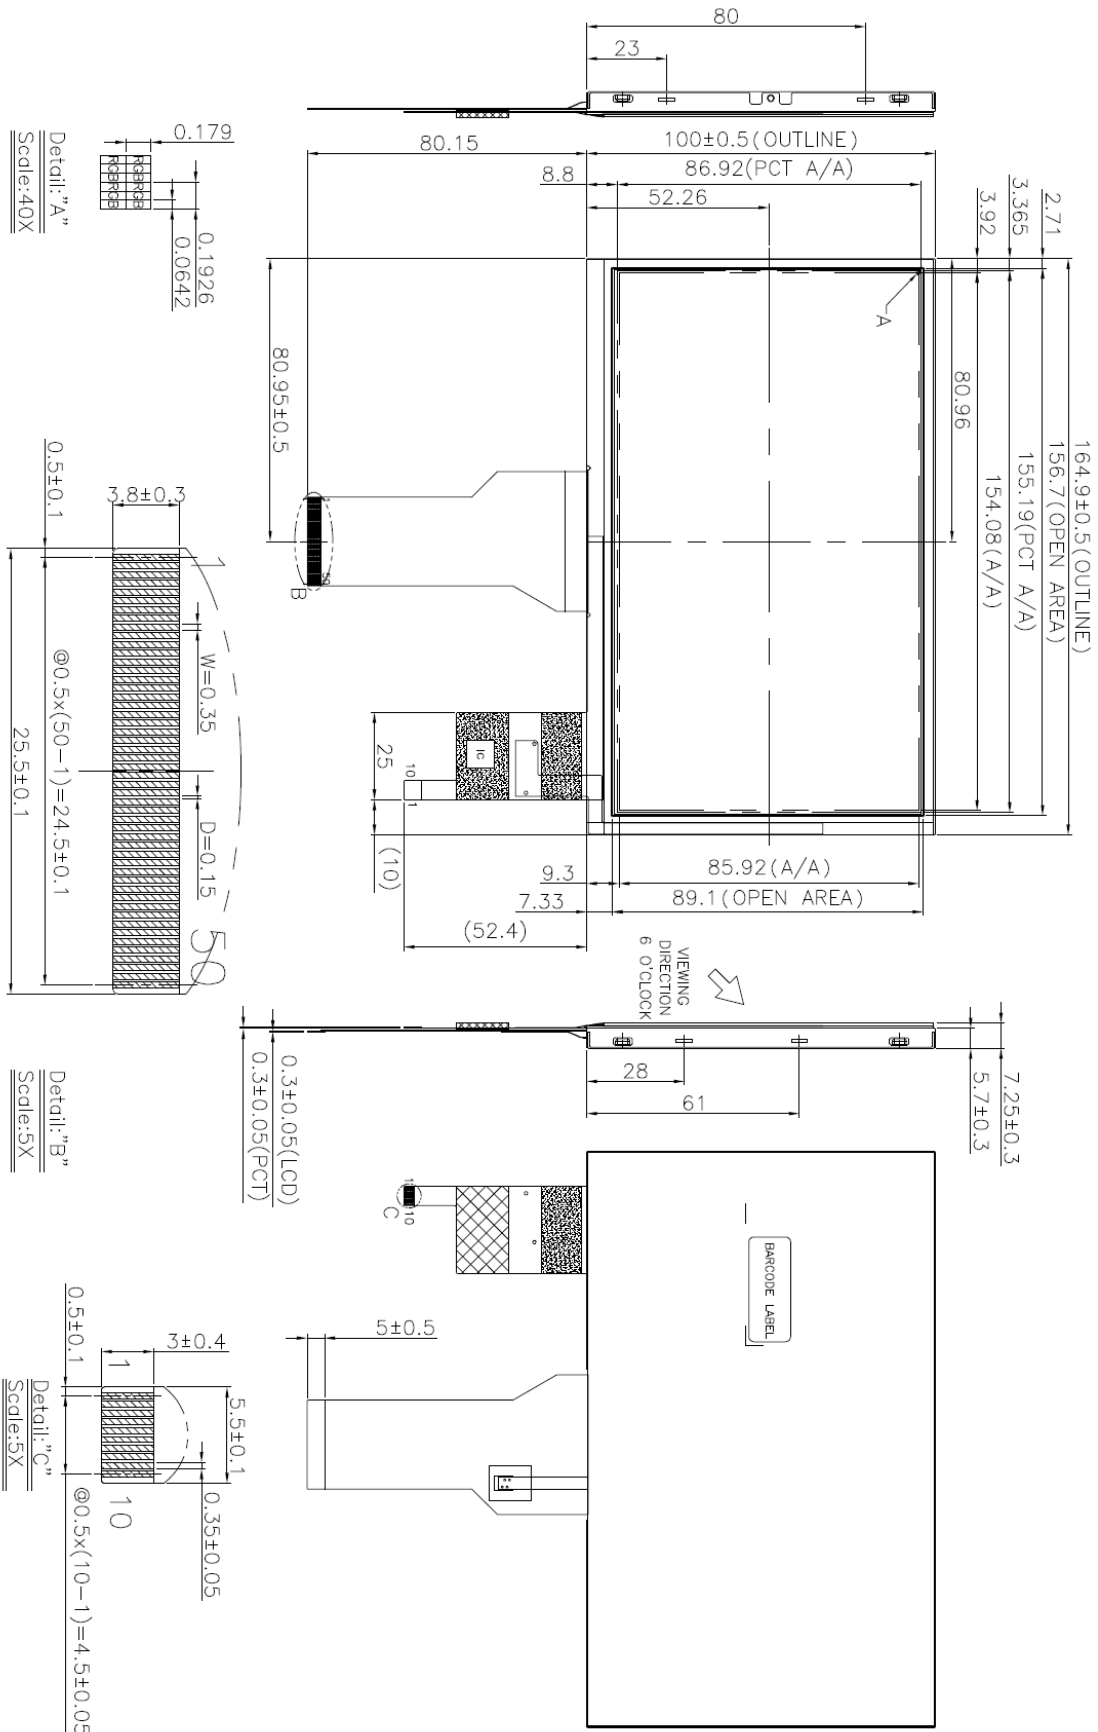 80
23
80.15
100±0.5(OUTLINE)
86.92(PCT A/A)
8.8
52.26
2.71
3.365
3.92
A
80.96
164.9±0.5(OUTLINE)
156.7(OPEN AREA)
155.19(PCT A/A)
154.08(A/A)
0.179
RGBRGB
RGBRGB
0.1926
0.0642
Detail:"A"
Scale:40X
80.95±0.5
1
50
B
IC
10
1
25
(10)
9.3
85.92(A/A)
7.33
89.1(OPEN AREA)
(52.4)
0.5±0.1
3.8±0.3
1
W=0.35
@0.5x(50-1)=24.5±0.1
D=0.15
25.5±0.1
50
Detail:"B"
Scale:5X
VIEWING
DIRECTION
6 O'CLOCK
28
61
7.25±0.3
5.7±0.3
0.3±0.05(LCD)
0.3±0.05(PCT)
BARCODE LABEL
1
10
C
5±0.5
0.5±0.1
3±0.4
1
5.5±0.1
10
0.35±0.05
@0.5x(10-1)=4.5±0.05
Detail:"C"
Scale:5X